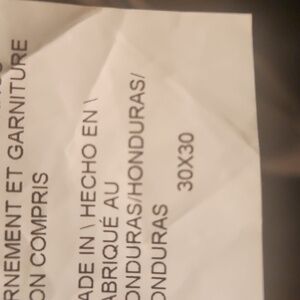 RNEMENT ET GARNITURE
ON COMPRIS
ADE IN \ HECHO EN \
ABRIQUÉ AU
ONDURAS/HONDURAS/
ONDURAS 30X30